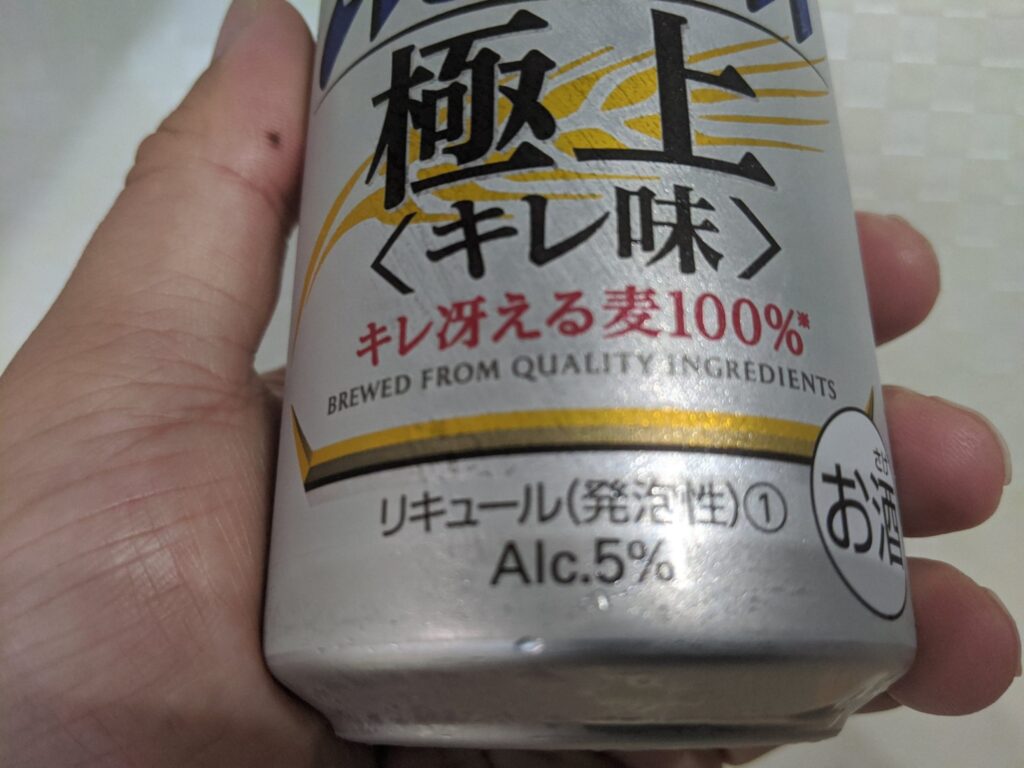 極上
〈キレ味〉
キレ冴える麦100%※
BREWED FROM QUALITY INGREDIENTS
リキュール(発泡性)①
Alc.5%
お酒